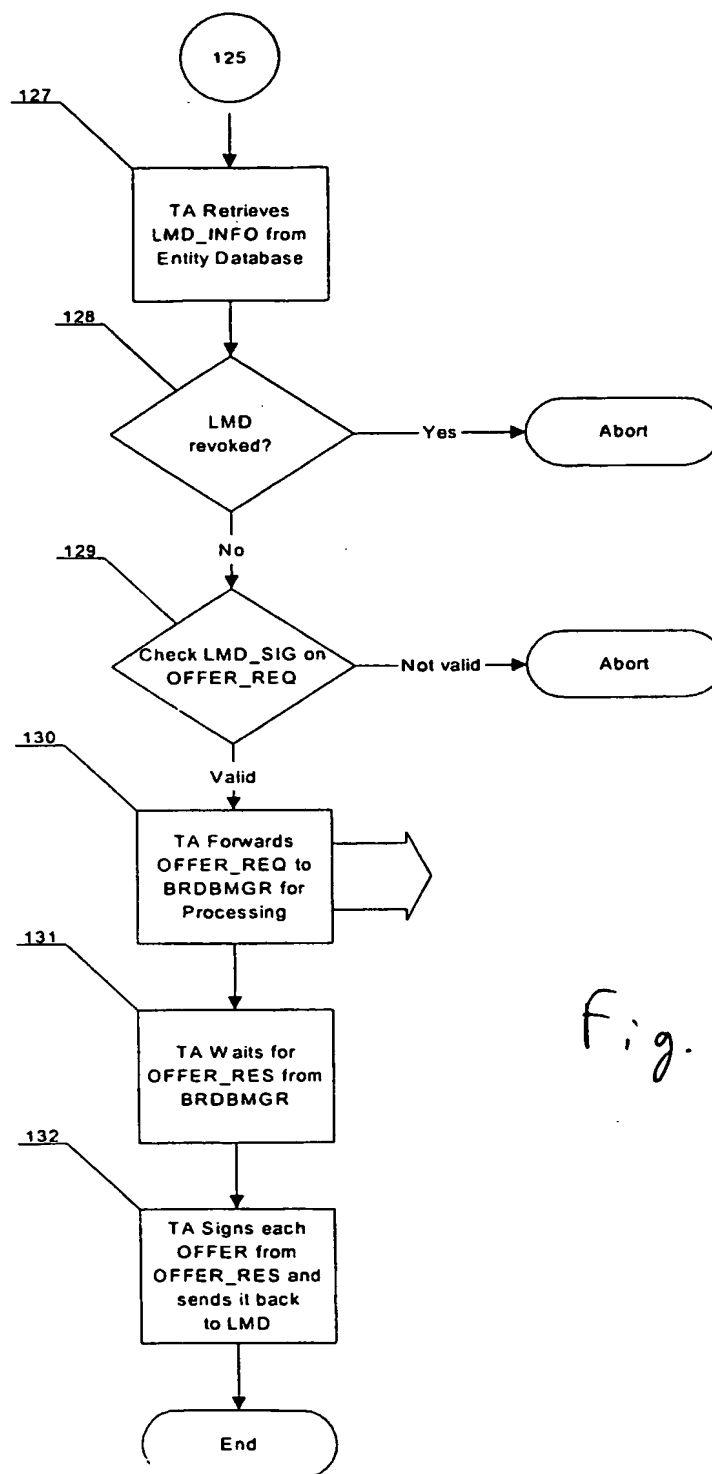 125
127
TA Retrieves
LMD_INFO from
Entity Database
128
LMD
revoked?
Yes
Abort
No
129
Check LMD_SIG on
OFFER_REQ
Not valid
Abort
Valid
130
TA Forwards
OFFER_REQ to
BRDBMGR for
Processing
131
TA Waits for
OFFER_RES from
BRDBMGR
Fig.
132
TA Signs each
OFFER from
OFFER_RES and
sends it back
to LMD
End